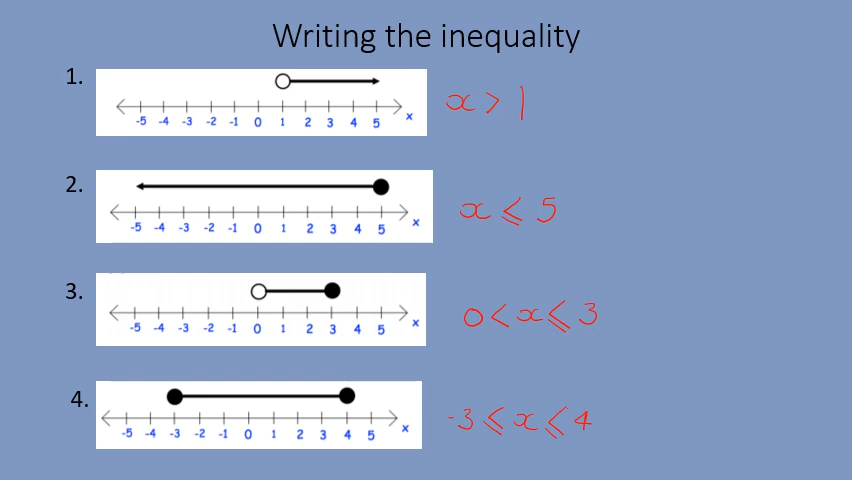 Writing the inequality
1.
-5 -4 -3 -2 -1 0 1 2 3 4 5 x
x > 1
2.
-5 -4 -3 -2 -1 0 1 2 3 4 5 x
x ⩽ 5
3.
-5 -4 -3 -2 -1 0 1 2 3 4 5 x
0 < x ⩽ 3
4.
-5 -4 -3 -2 -1 0 1 2 3 4 5 x
-3 ⩽ x ⩽ 4